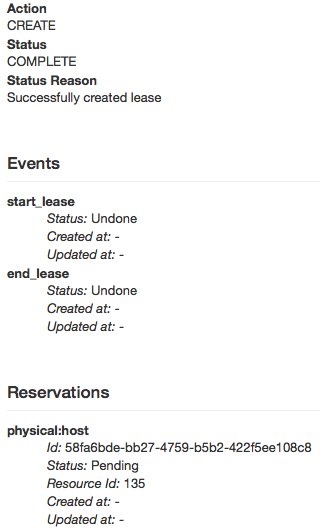 Action
CREATE
Status
COMPLETE
Status Reason
Successfully created lease
Events
start_lease
Status: Undone
Created at: -
Updated at: -
end_lease
Status: Undone
Created at: -
Updated at: -
Reservations
physical:host
Id: 58fa6bde-bb27-4759-b5b2-422f5ee108c8
Status: Pending
Resource Id: 135
Created at: -
Updated at: -